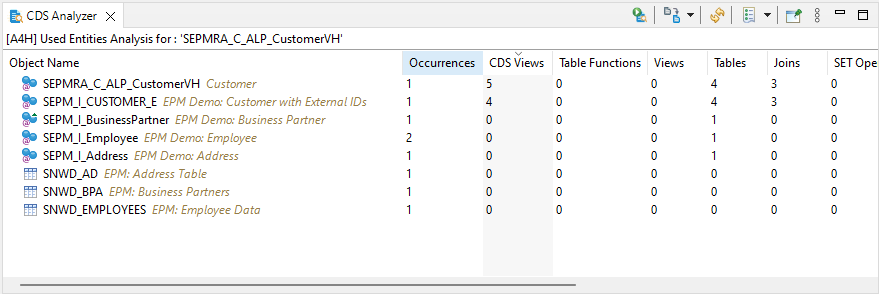 CDS Analyzer
[A4H] Used Entities Analysis for : 'SEPMRA_C_ALP_CustomerVH'
Object Name Occurrences CDS Views Table Functions Views Tables Joins SET Ope
SEPMRA_C_ALP_CustomerVH Customer 1 5 0 0 4 3 0
SEPM_I_CUSTOMER_E EPM Demo: Customer with External IDs 1 4 0 0 4 3 0
SEPM_I_BusinessPartner EPM Demo: Business Partner 1 0 0 0 1 0 0
SEPM_I_Employee EPM Demo: Employee 2 0 0 0 1 0 0
SEPM_I_Address EPM Demo: Address 1 0 0 0 1 0 0
SNWD_AD EPM: Address Table 1 0 0 0 0 0 0
SNWD_BPA EPM: Business Partners 1 0 0 0 0 0 0
SNWD_EMPLOYEES EPM: Employee Data 1 0 0 0 0 0 0